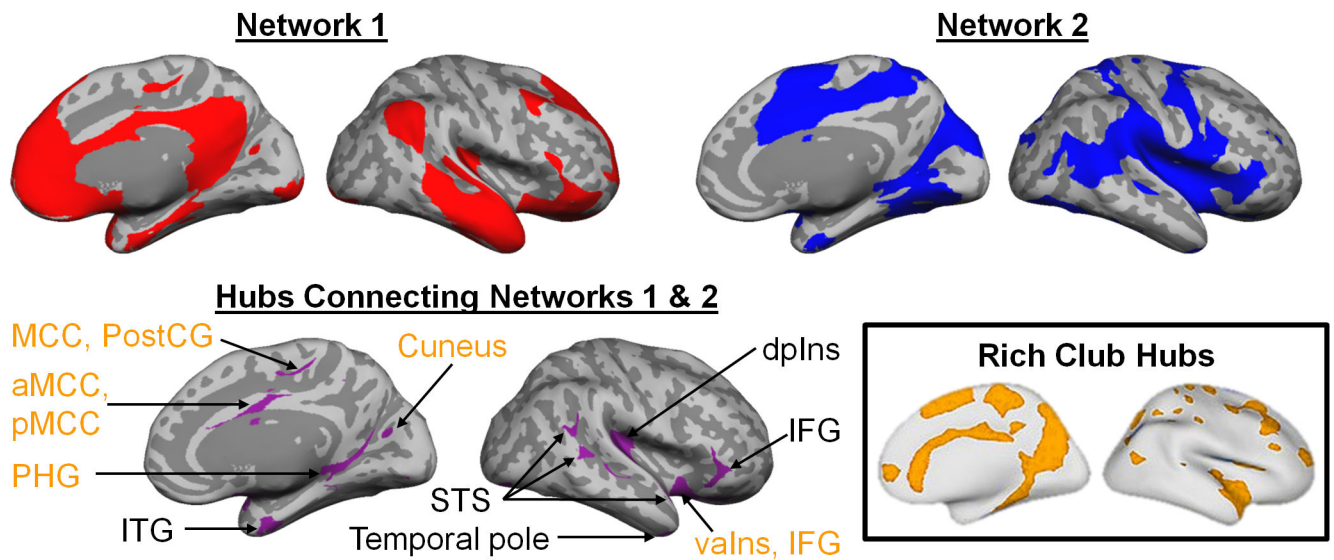 Network 1
Network 2
Hubs Connecting Networks 1 & 2
MCC, PostCG
aMCC,
pMCC
PHG
ITG
Cuneus
dpIns
IFG
STS
Temporal pole
vaIns, IFG
Rich Club Hubs